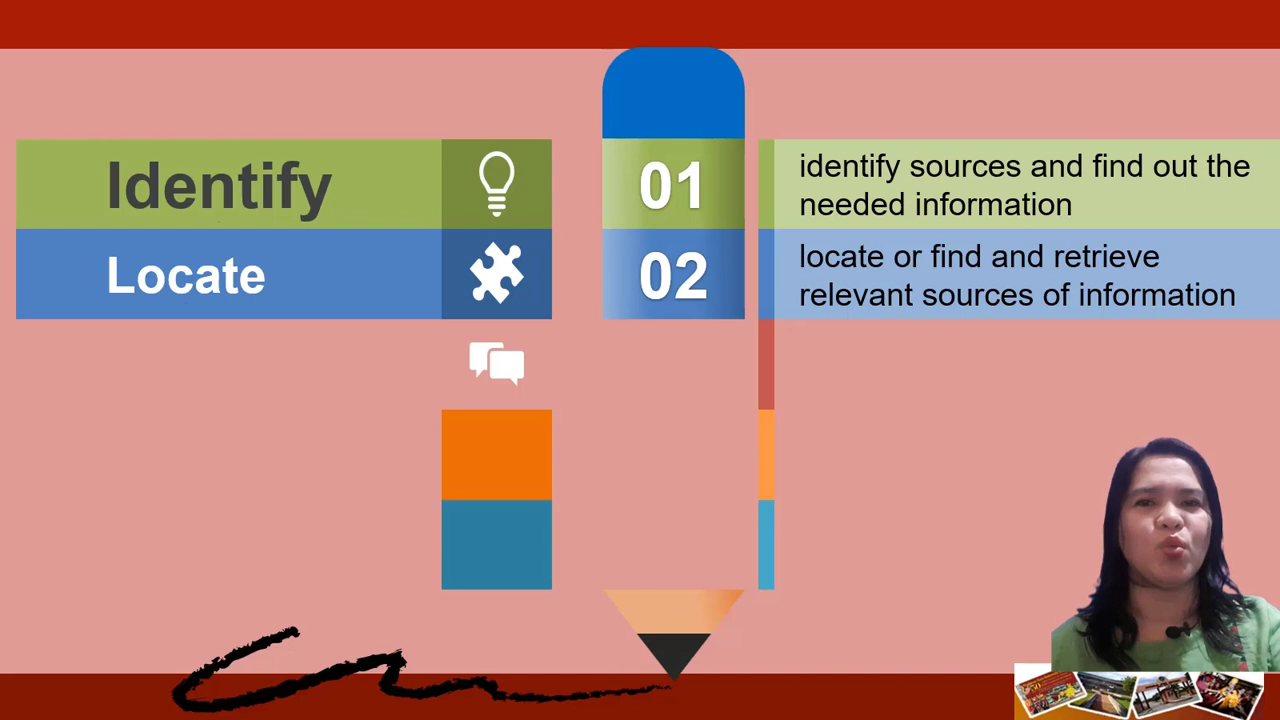 Identify
01
identify sources and find out the
needed information
Locate
02
locate or find and retrieve
relevant sources of information